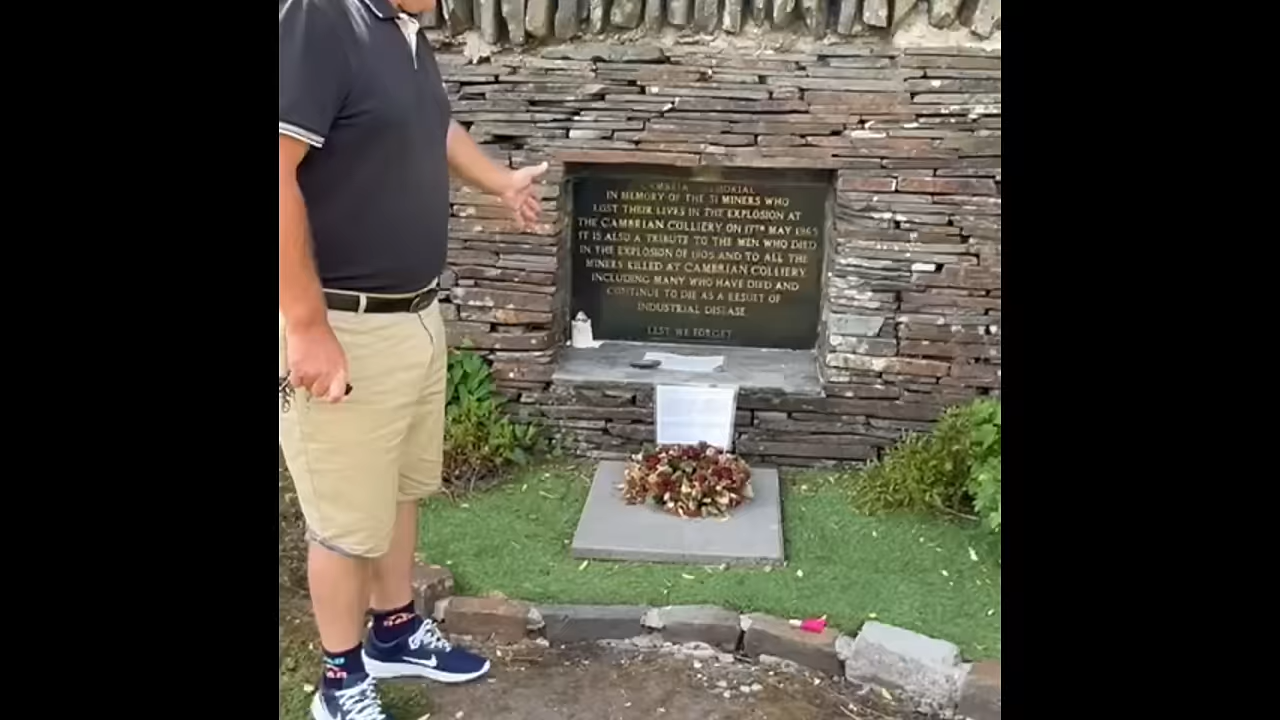 CAMBRIAN MEMORIAL
IN MEMORY OF THE 31 MINERS WHO
LOST THEIR LIVES IN THE EXPLOSION AT
THE CAMBRIAN COLLIERY ON 17TH MAY 1965
IT IS ALSO A TRIBUTE TO THE MEN WHO DIED
IN THE EXPLOSION OF 1905 AND TO ALL THE
MINERS KILLED AT CAMBRIAN COLLIERY
INCLUDING MANY WHO HAVE DIED AND
CONTINUE TO DIE AS A RESULT OF
INDUSTRIAL DISEASE
LEST WE FORGET